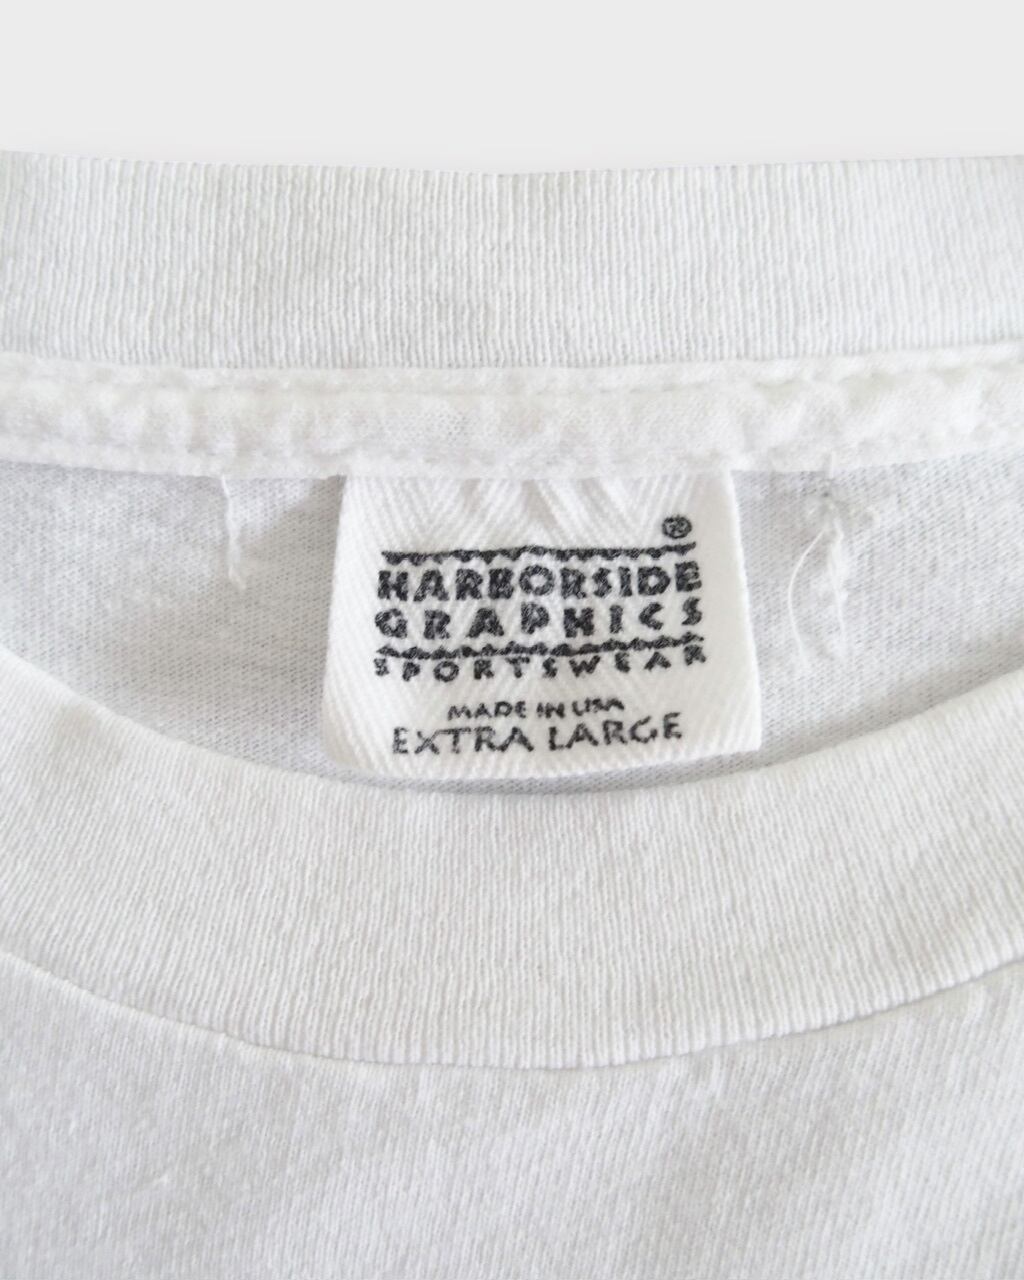 ®
HARBORSIDE
GRAPHICS
SPORTSWEAR
MADE IN USA
EXTRA LARGE